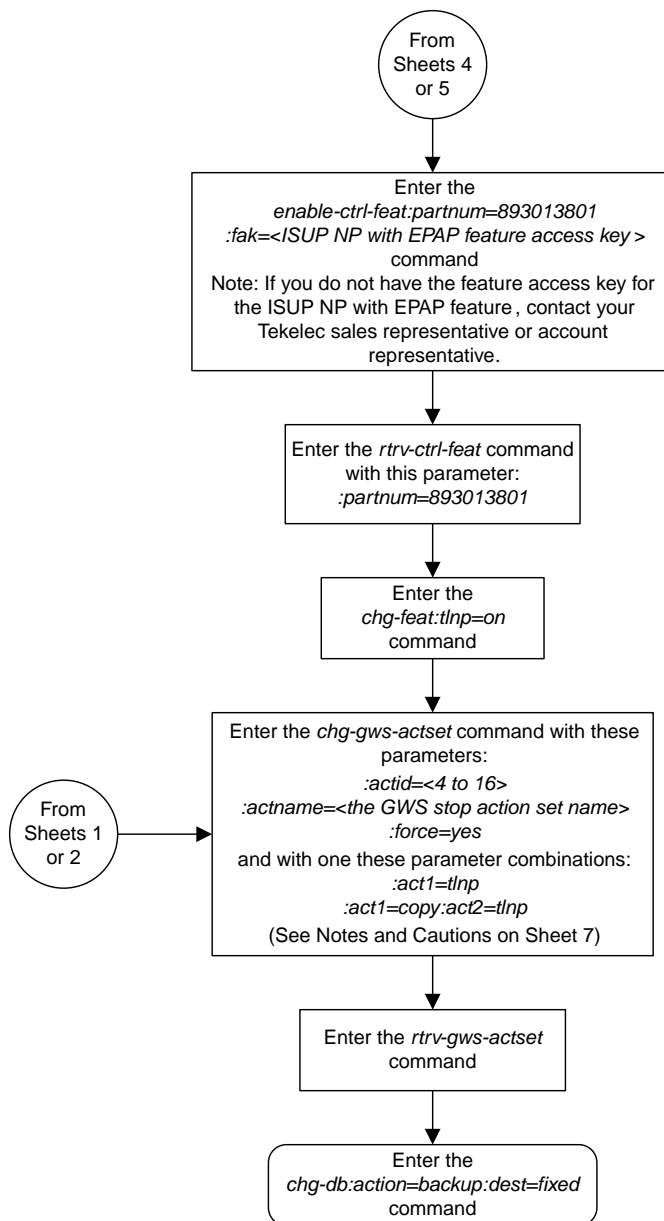 From
Sheets 4
or 5
Enter the
enable-ctrl-feat:partnum=893013801
:fak=<ISUP NP with EPAP feature access key>
command
Note: If you do not have the feature access key for
the ISUP NP with EPAP feature, contact your
Tekelec sales representative or account
representative.
Enter the rtrv-ctrl-feat command
with this parameter:
:partnum=893013801
Enter the
chg-feat:tlnp=on
command
From
Sheets 1
or 2
Enter the chg-gws-actset command with these
parameters:
:actid=<4 to 16>
:actname=<the GWS stop action set name>
:force=yes
and with one these parameter combinations:
:act1=tlnp
:act1=copy:act2=tlnp
(See Notes and Cautions on Sheet 7)
Enter the rtrv-gws-actset
command
Enter the
chg-db:action=backup:dest=fixed
command